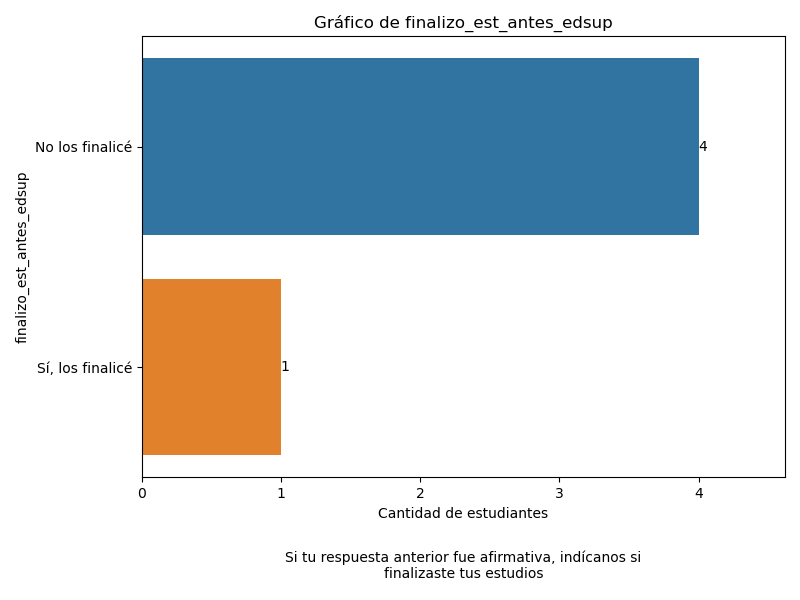 Gráfico de finalizo_est_antes_edsup
finalizo_est_antes_edsup
No los finalicé
4
Sí, los finalicé
1
0 1 2 3 4
Cantidad de estudiantes
Si tu respuesta anterior fue afirmativa, indícanos si
finalizaste tus estudios